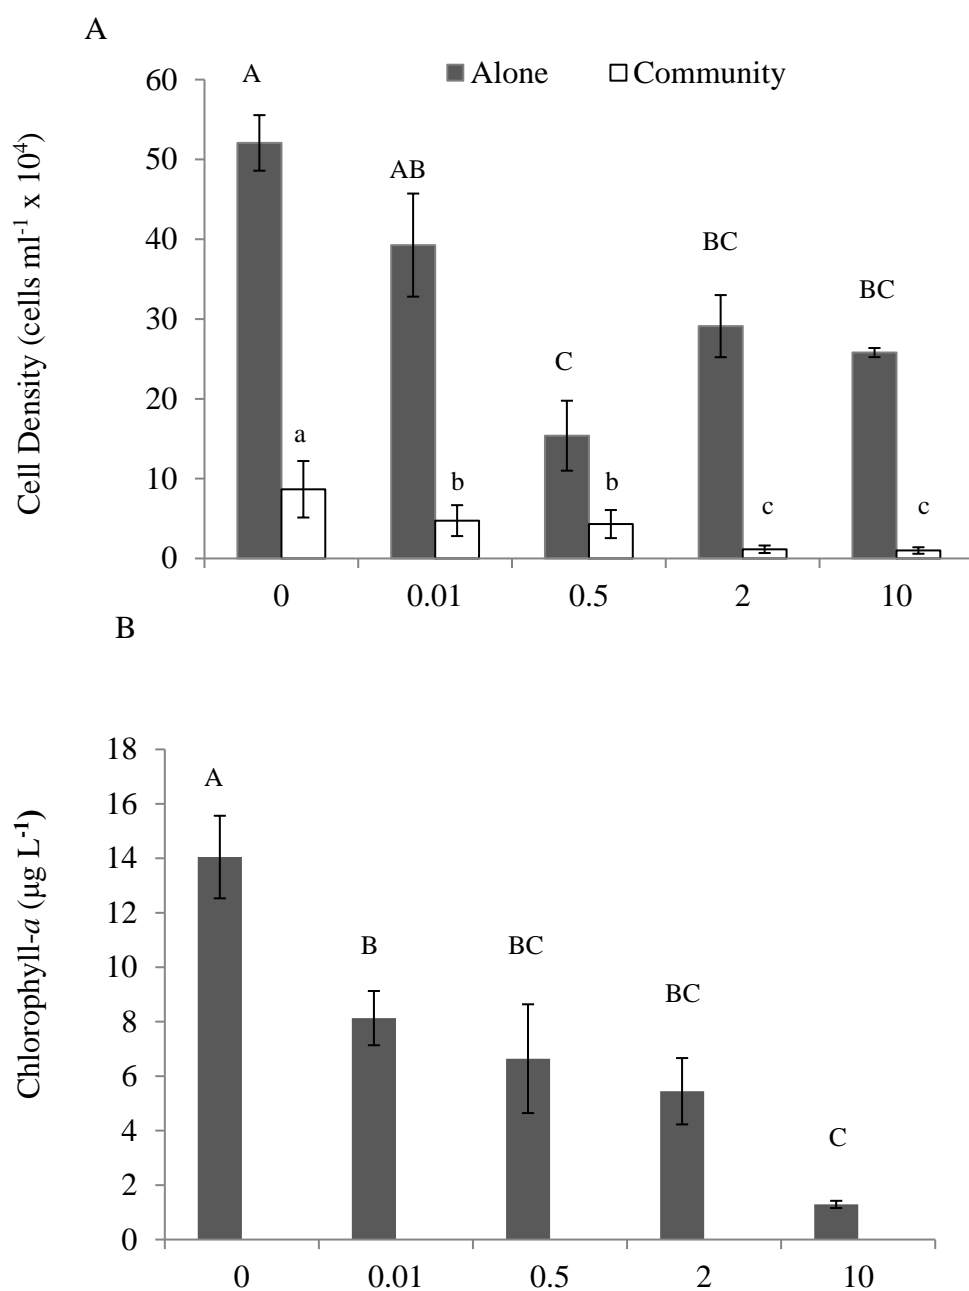 A
Alone Community
Cell Density (cells ml⁻¹ x 10⁴)
60
50
40
30
20
10
0
A
AB
C
BC
BC
a
b
b
c
c
0 0.01 0.5 2 10
B
Chlorophyll-a (µg L⁻¹)
18
16
14
12
10
8
6
4
2
0
A
B
BC
BC
C
0 0.01 0.5 2 10